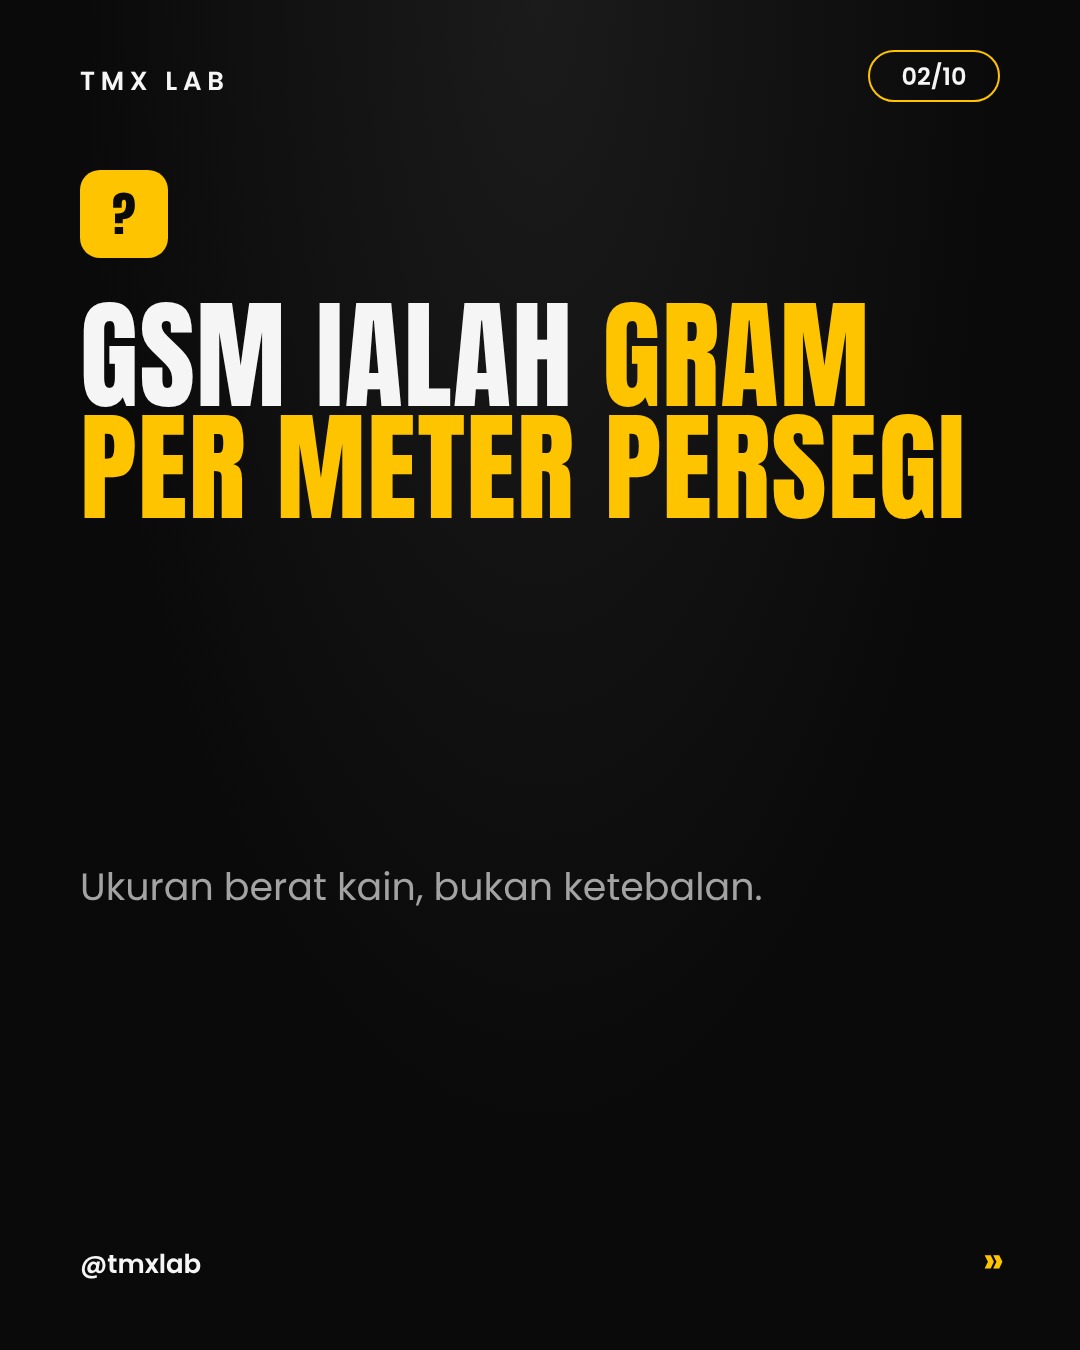 TMX LAB
02/10
?
GSM IALAH GRAM
PER METER PERSEGI
Ukuran berat kain, bukan ketebalan.
@tmxlab
»